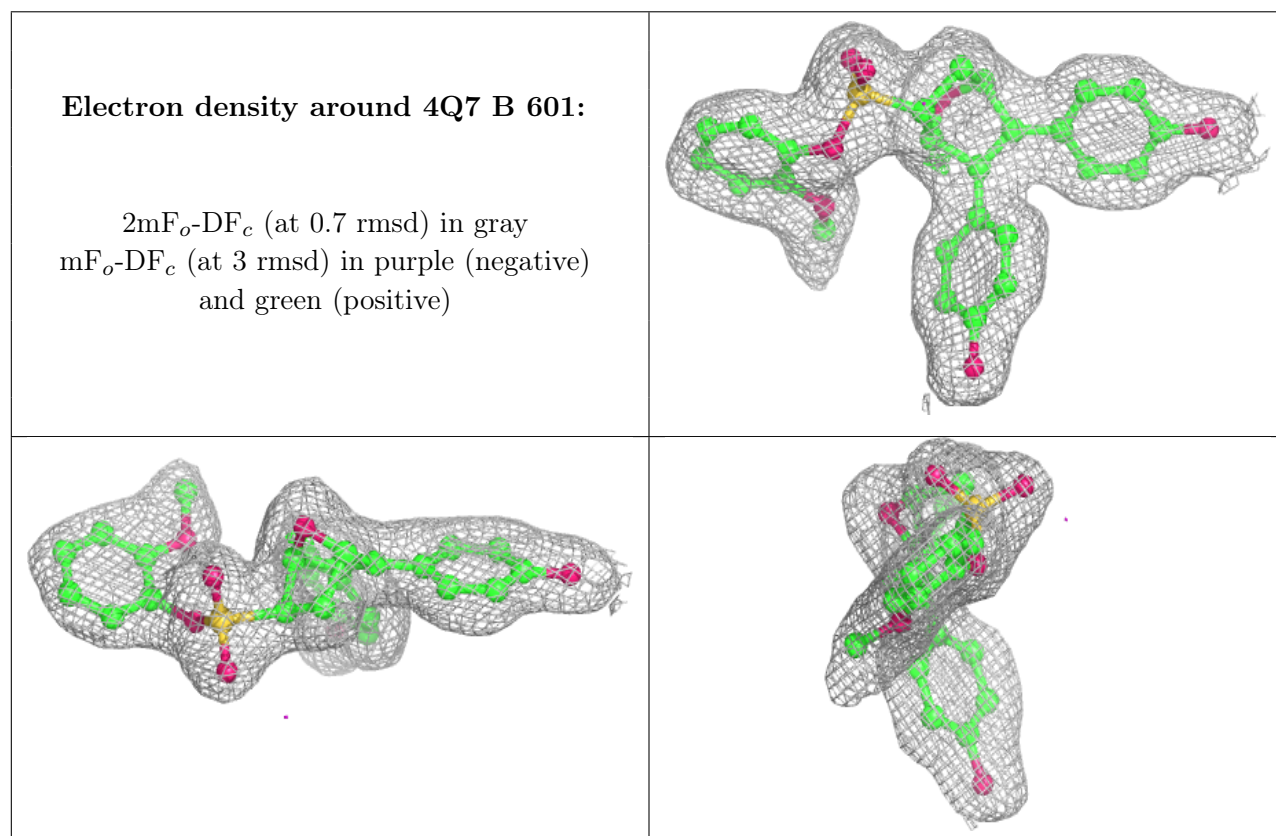 Electron density around 4Q7 B 601:
2mFₒ-DF𝒸 (at 0.7 rmsd) in gray
mFₒ-DF𝒸 (at 3 rmsd) in purple (negative)
and green (positive)